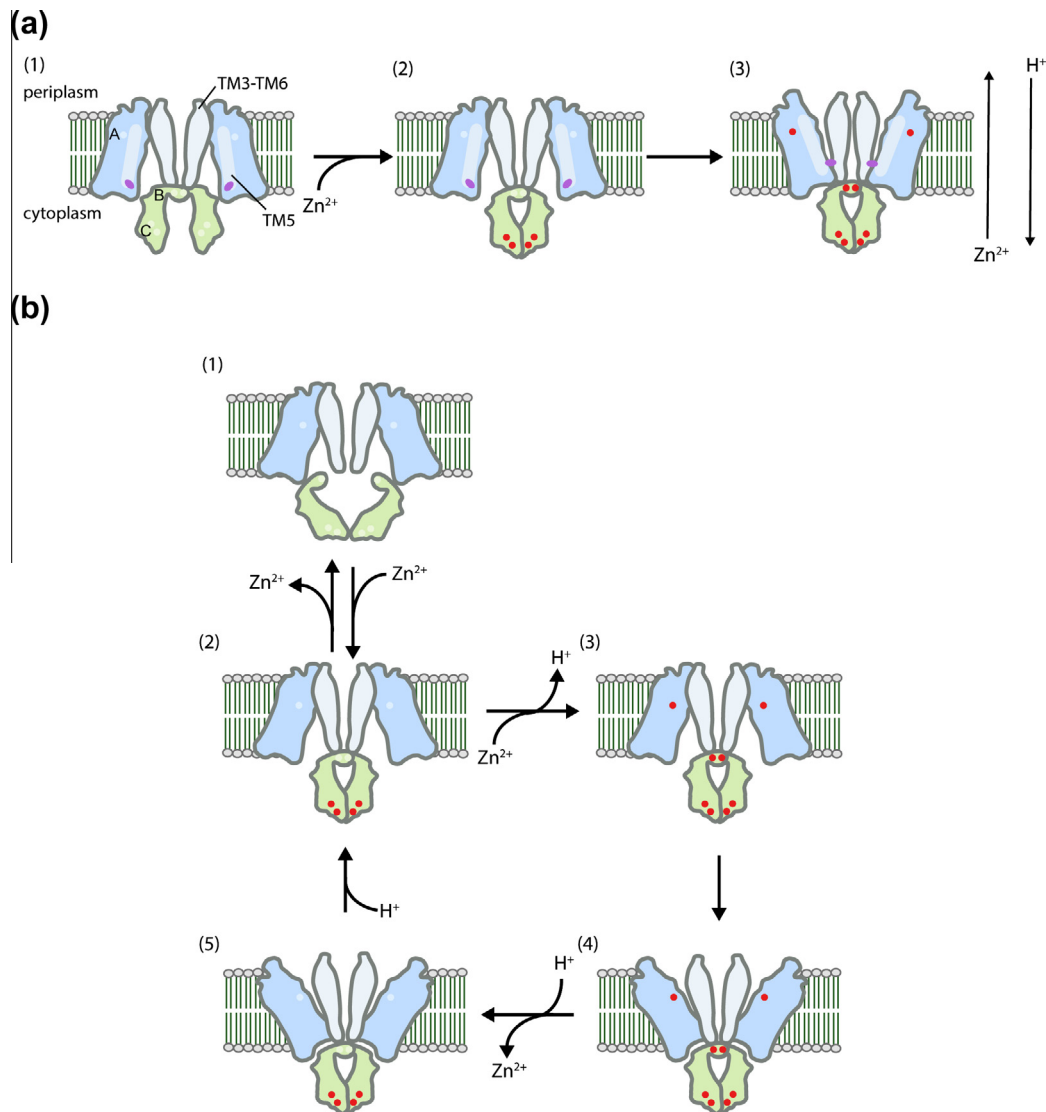 (a)
(1)
(2)
(3)
H⁺
periplasm
TM3-TM6
A
B
C
Zn²⁺
TM5
cytoplasm
Zn²⁺
(b)
(1)
Zn²⁺
Zn²⁺
(2)
(3)
H⁺
Zn²⁺
H⁺
(5)
(4)
H⁺
Zn²⁺